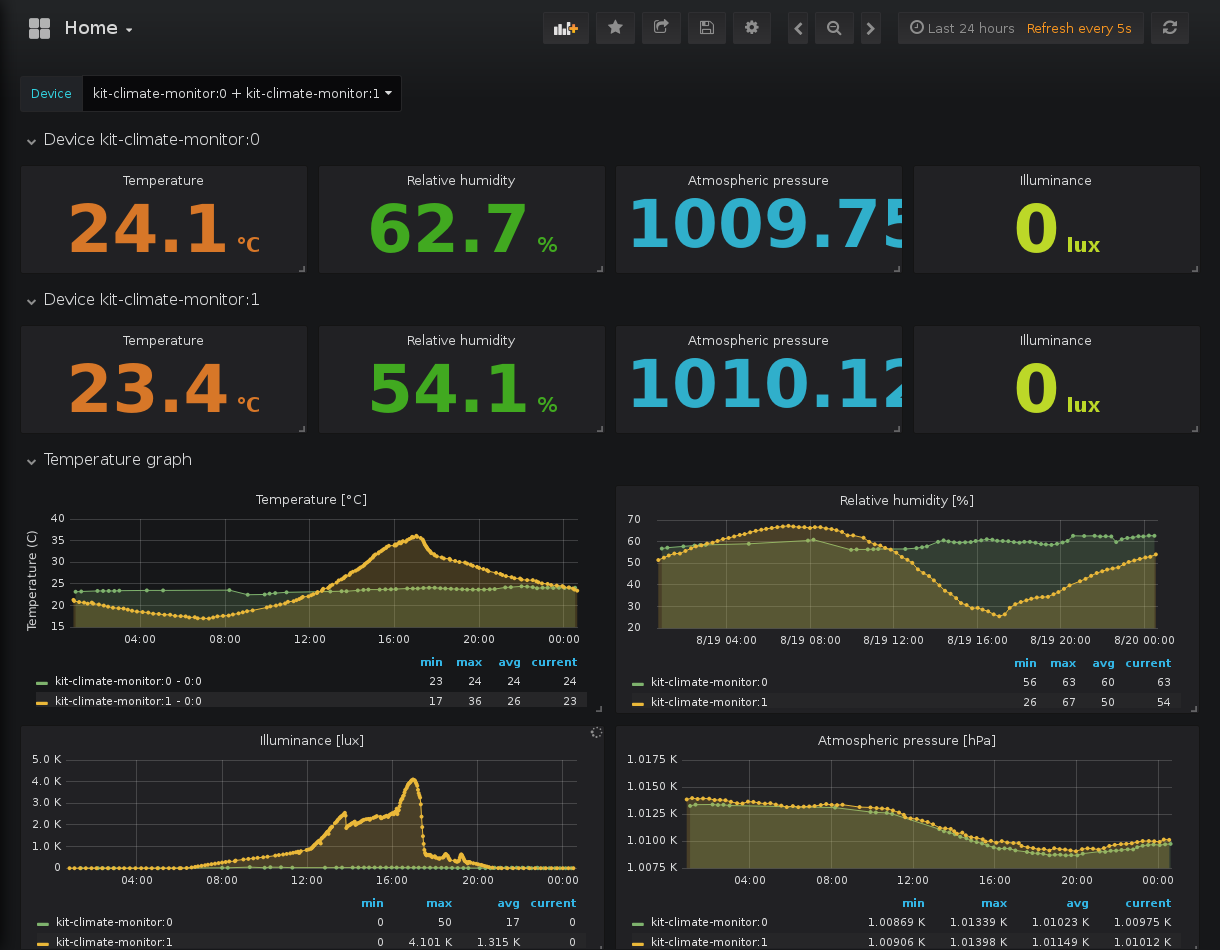 Home
Last 24 hours Refresh every 5s
Device kit-climate-monitor:0 + kit-climate-monitor:1
Device kit-climate-monitor:0
Temperature Relative humidity Atmospheric pressure Illuminance
24.1 °C 62.7 % 1009.75 0 lux
Device kit-climate-monitor:1
Temperature Relative humidity Atmospheric pressure Illuminance
23.4 °C 54.1 % 1010.12 0 lux
Temperature graph
Temperature [°C]
Temperature (C)
40
35
30
25
20
15
04:00 08:00 12:00 16:00 20:00 00:00
min max avg current
kit-climate-monitor:0 - 0:0 23 24 24 24
kit-climate-monitor:1 - 0:0 17 36 26 23
Relative humidity [%]
70
60
50
40
30
20
8/19 04:00 8/19 08:00 8/19 12:00 8/19 16:00 8/19 20:00 8/20 00:00
min max avg current
kit-climate-monitor:0 56 63 60 63
kit-climate-monitor:1 26 67 50 54
Illuminance [lux]
5.0 K
4.0 K
3.0 K
2.0 K
1.0 K
0
04:00 08:00 12:00 16:00 20:00 00:00
min max avg current
kit-climate-monitor:0 0 50 17 0
kit-climate-monitor:1 0 4.101 K 1.315 K 0
Atmospheric pressure [hPa]
1.0175 K
1.0150 K
1.0125 K
1.0100 K
1.0075 K
04:00 08:00 12:00 16:00 20:00 00:00
min max avg current
kit-climate-monitor:0 1.00869 K 1.01339 K 1.01023 K 1.00975 K
kit-climate-monitor:1 1.00906 K 1.01398 K 1.01149 K 1.01012 K